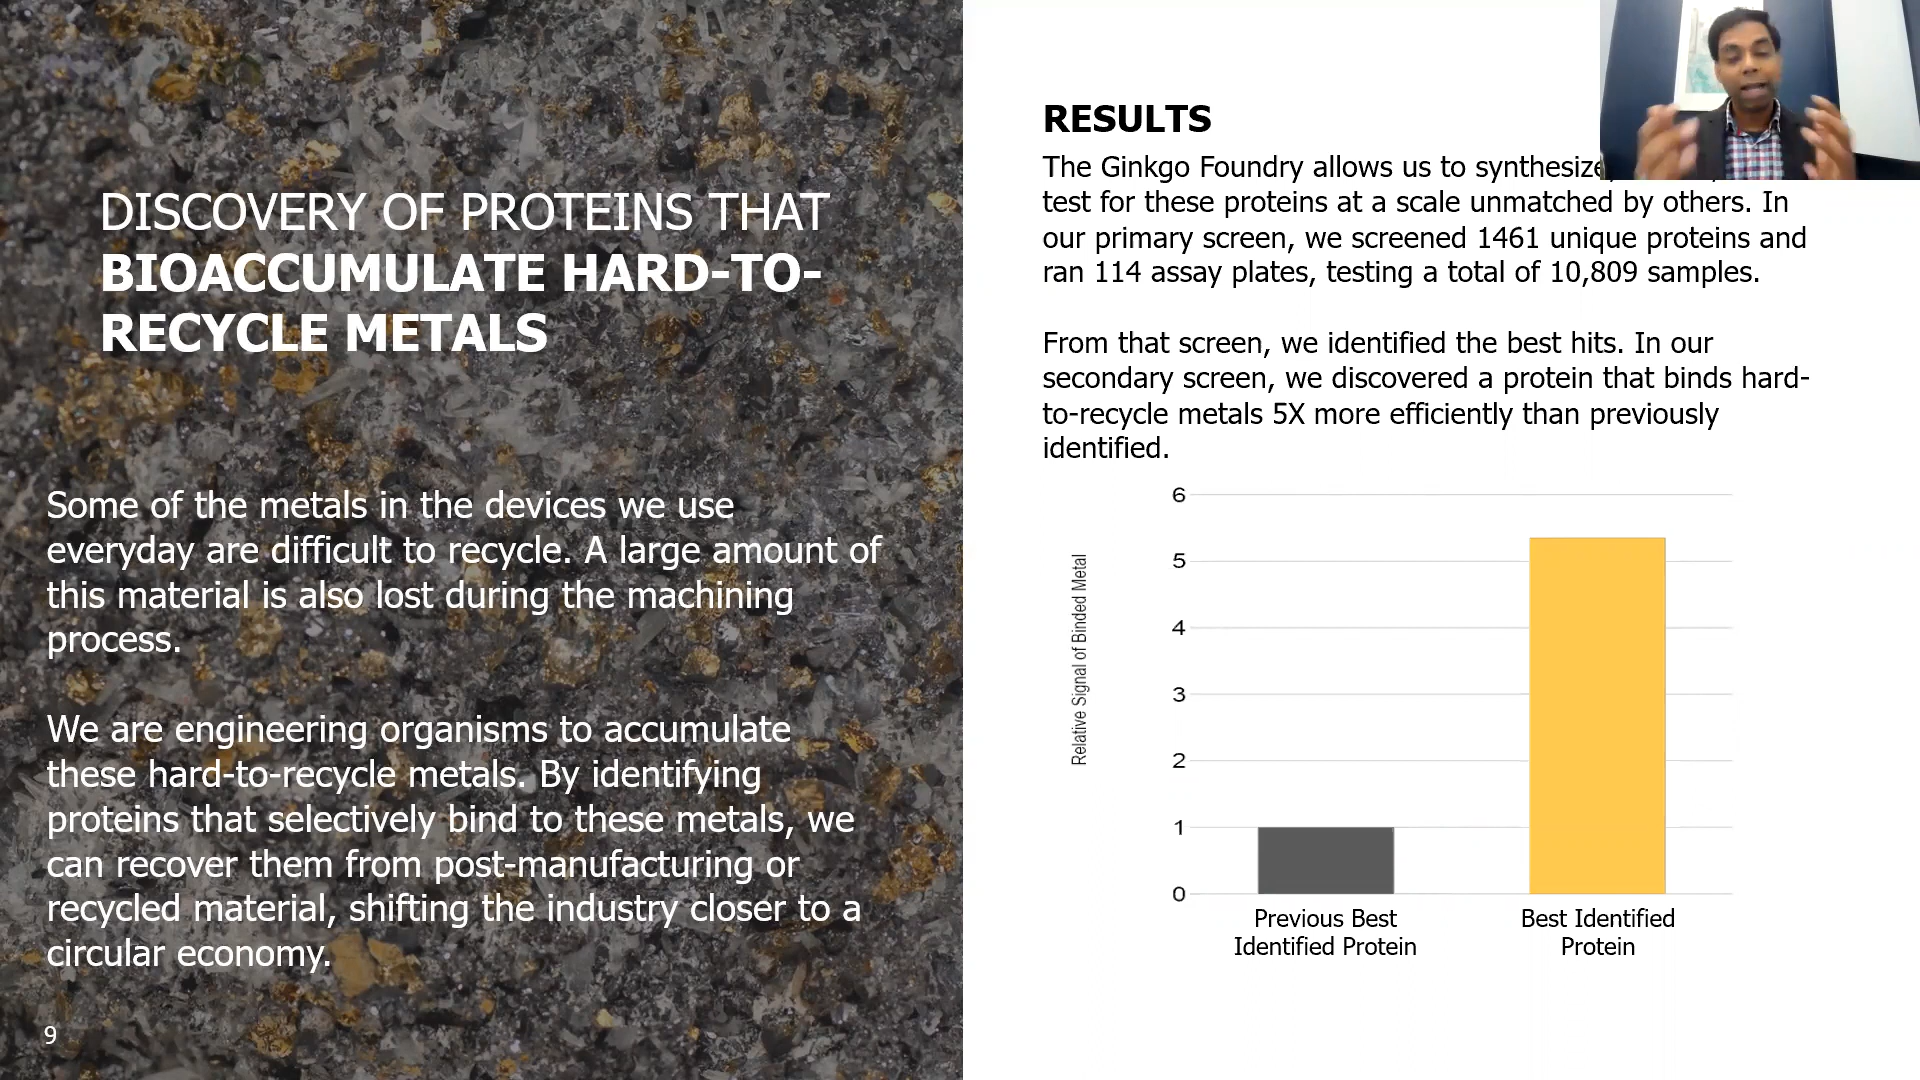 DISCOVERY OF PROTEINS THAT
BIOACCUMULATE HARD-TO-
RECYCLE METALS
Some of the metals in the devices we use
everyday are difficult to recycle. A large amount of
this material is also lost during the machining
process.
We are engineering organisms to accumulate
these hard-to-recycle metals. By identifying
proteins that selectively bind to these metals, we
can recover them from post-manufacturing or
recycled material, shifting the industry closer to a
circular economy.
9
RESULTS
The Ginkgo Foundry allows us to synthesize,
test for these proteins at a scale unmatched by others. In
our primary screen, we screened 1461 unique proteins and
ran 114 assay plates, testing a total of 10,809 samples.
From that screen, we identified the best hits. In our
secondary screen, we discovered a protein that binds hard-
to-recycle metals 5X more efficiently than previously
identified.
Relative Signal of Binded Metal
6
5
4
3
2
1
0
Previous Best
Identified Protein
Best Identified
Protein